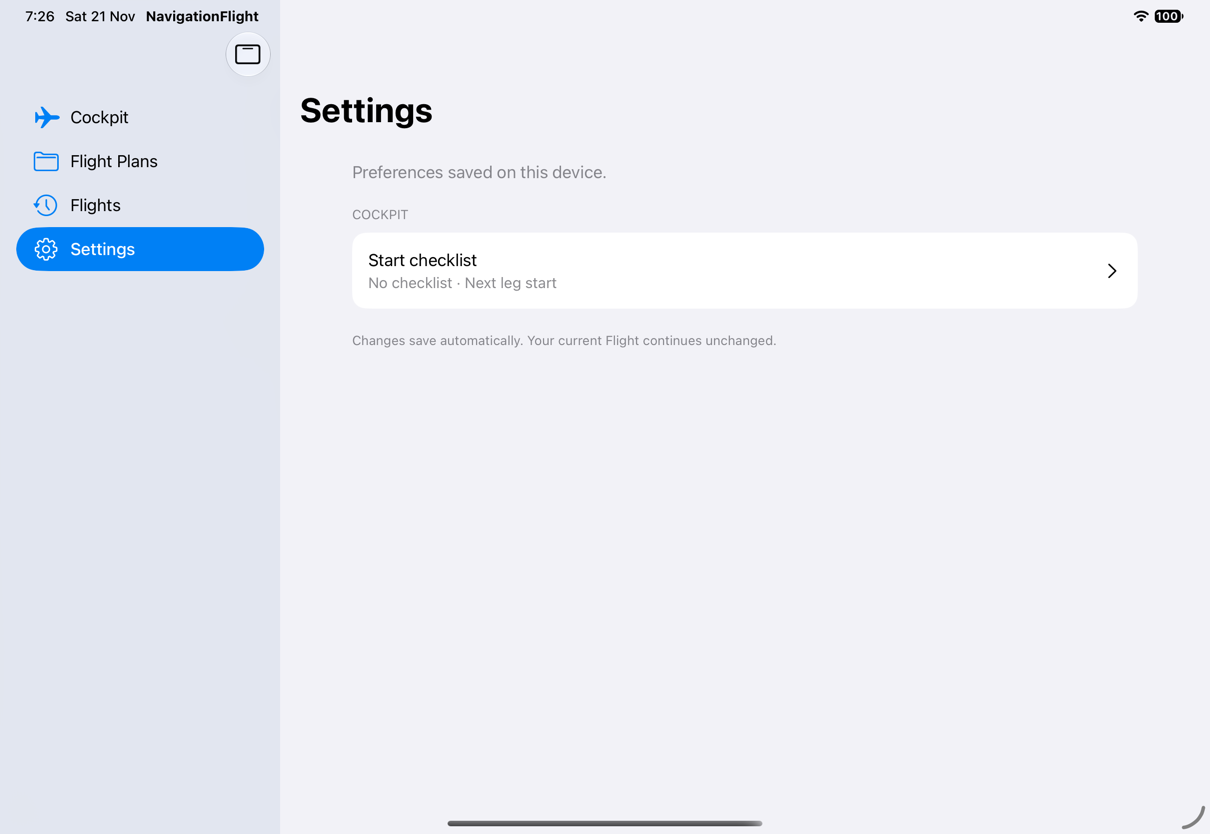 7:26 Sat 21 Nov NavigationFlight
100
Cockpit
Flight Plans
Flights
Settings
Settings
Preferences saved on this device.
COCKPIT
Start checklist
No checklist · Next leg start
Changes save automatically. Your current Flight continues unchanged.